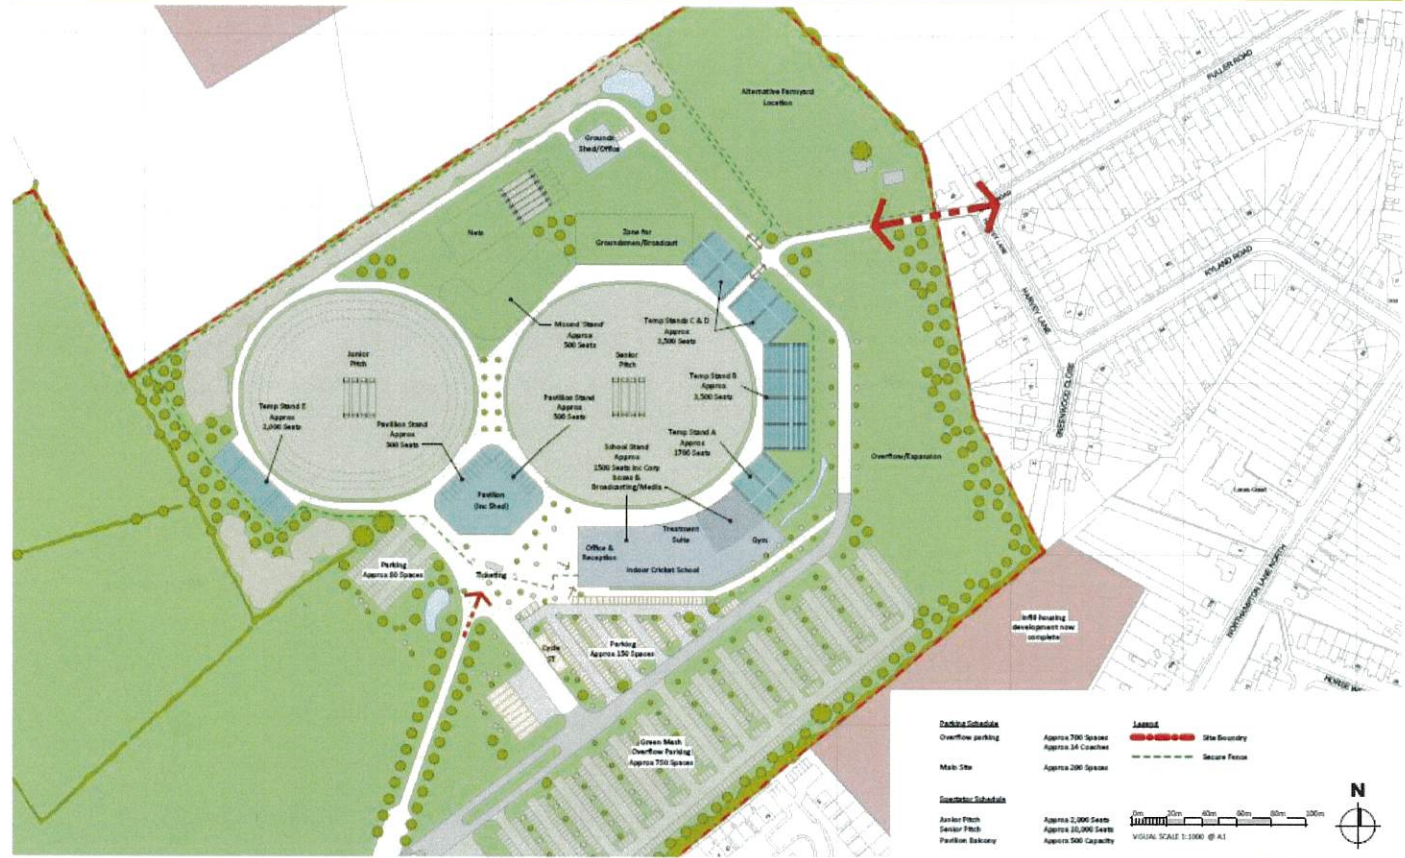 Alternative Farmyard
Location
FULLER ROAD
Grounds
Shed/Office
Nets
Zone for
Groundsmen/Broadcast
HARVEY LANE
RYLAND ROAD
HARVEY LANE
GREENWOOD CLOSE
Mound 'Stand'
Approx
500 Seats
Temp Stands C & D
Approx
3,500 Seats
Junior
Pitch
Senior
Pitch
Temp Stand B
Approx
3,500 Seats
Pavilion Stand
Approx
500 Seats
Temp Stand E
Approx
2,000 Seats
Pavilion Stand
Approx
500 Seats
Temp Stand A
Approx
1700 Seats
School Stand
Approx
1500 Seats Inc Corp
boxes &
Broadcasting/Media
Overflow/Expansion
Pavilion
(Inc Shed)
Treatment
Suite
Gym
Office &
Reception
Indoor Cricket School
Parking
Approx 80 Spaces
Ticketing
NORTHAMPTON LANE NORTH
Infill housing
development now
complete
Cycle
ST
Parking
Approx 150 Spaces
Green Mesh
Overflow Parking
Approx 750 Spaces
Parking Schedule
Overflow parking Approx 700 Spaces
Approx 14 Coaches
Main Site Approx 200 Spaces
Spectator Schedule
Junior Pitch Approx 2,000 Seats
Senior Pitch Approx 10,000 Seats
Pavilion Balcony Approx 500 Capacity
Legend
Site Boundry
Secure Fence
0m 20m 40m 60m 80m 100m
VISUAL SCALE 1:1000 @ A1
N